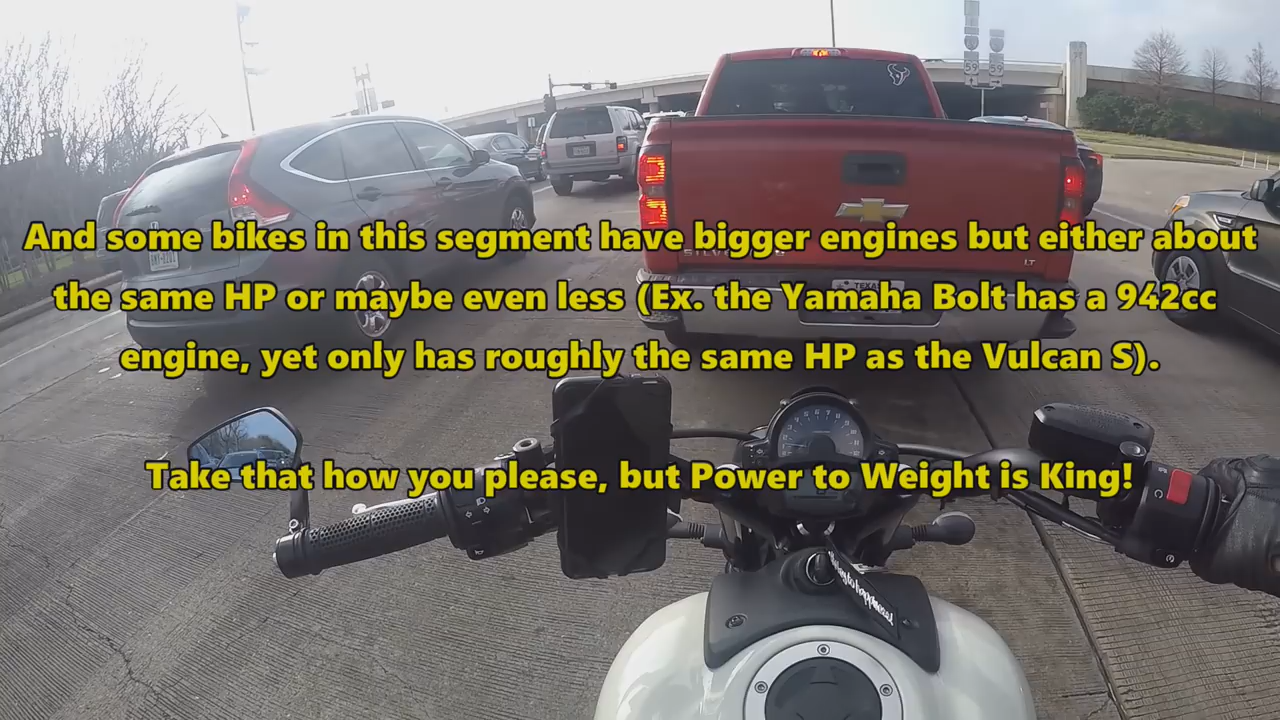 59
59
And some bikes in this segment have bigger engines but either about
the same HP or maybe even less (Ex. the Yamaha Bolt has a 942cc
engine, yet only has roughly the same HP as the Vulcan S).
LT
TEXAS
Take that how you please, but Power to Weight is King!